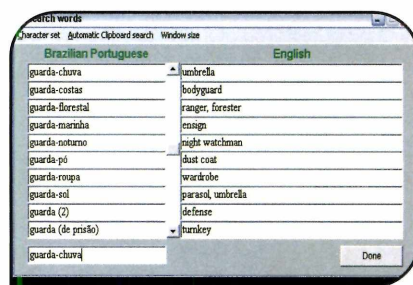 Search words
Character set Automatic Clipboard search Window size
Brazilian Portuguese English
guarda-chuva umbrella
guarda-costas bodyguard
guarda-florestal ranger, forester
guarda-marinha ensign
guarda-noturno night watchman
guarda-pó dust coat
guarda-roupa wardrobe
guarda-sol parasol, umbrella
guarda (2) defense
guarda (de prisão) turnkey
guarda-chuva Done